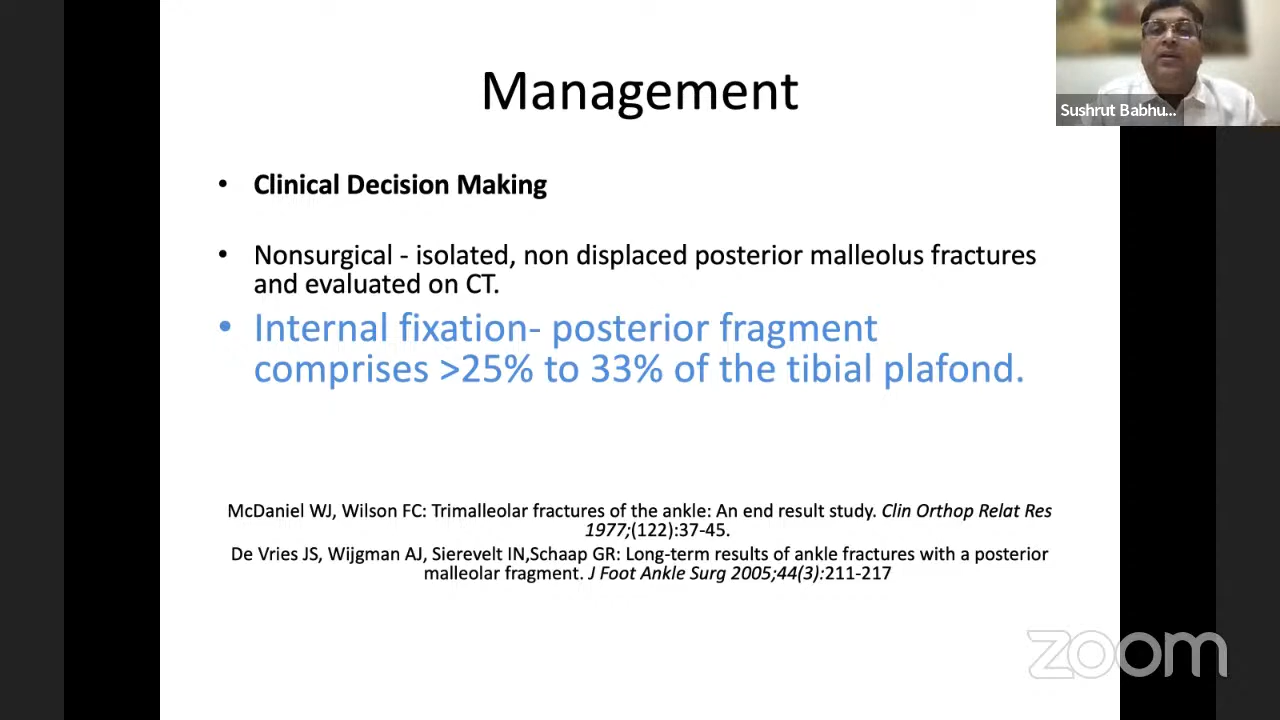 Management
Sushrut Babhu...
• Clinical Decision Making
• Nonsurgical - isolated, non displaced posterior malleolus fractures
and evaluated on CT.
• Internal fixation- posterior fragment
comprises >25% to 33% of the tibial plafond.
McDaniel WJ, Wilson FC: Trimalleolar fractures of the ankle: An end result study. Clin Orthop Relat Res
1977;(122):37-45.
De Vries JS, Wijgman AJ, Sierevelt IN,Schaap GR: Long-term results of ankle fractures with a posterior
malleolar fragment. J Foot Ankle Surg 2005;44(3):211-217
zoom